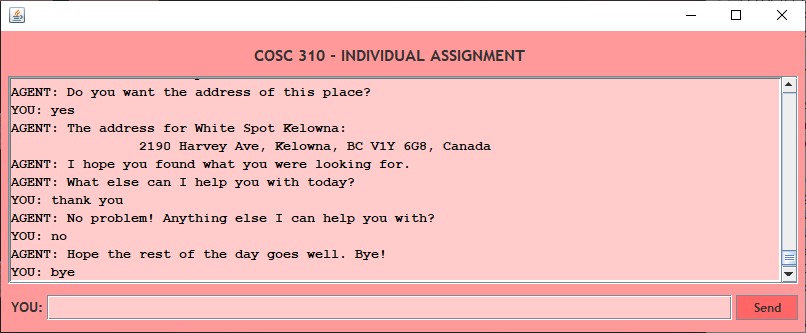 COSC 310 - INDIVIDUAL ASSIGNMENT
AGENT: Do you want the address of this place?
YOU: yes
AGENT: The address for White Spot Kelowna:
2190 Harvey Ave, Kelowna, BC V1Y 6G8, Canada
AGENT: I hope you found what you were looking for.
AGENT: What else can I help you with today?
YOU: thank you
AGENT: No problem! Anything else I can help you with?
YOU: no
AGENT: Hope the rest of the day goes well. Bye!
YOU: bye
YOU: Send